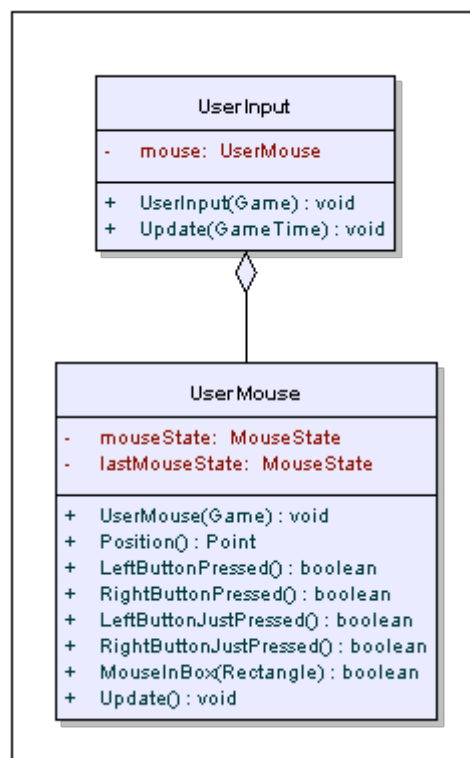 UserInput
- mouse: UserMouse
+ UserInput(Game) : void
+ Update(GameTime) : void
UserMouse
- mouseState: MouseState
- lastMouseState: MouseState
+ UserMouse(Game) : void
+ Position() : Point
+ LeftButtonPressed() : boolean
+ RightButtonPressed() : boolean
+ LeftButtonJustPressed() : boolean
+ RightButtonJustPressed() : boolean
+ MouseInBox(Rectangle) : boolean
+ Update() : void